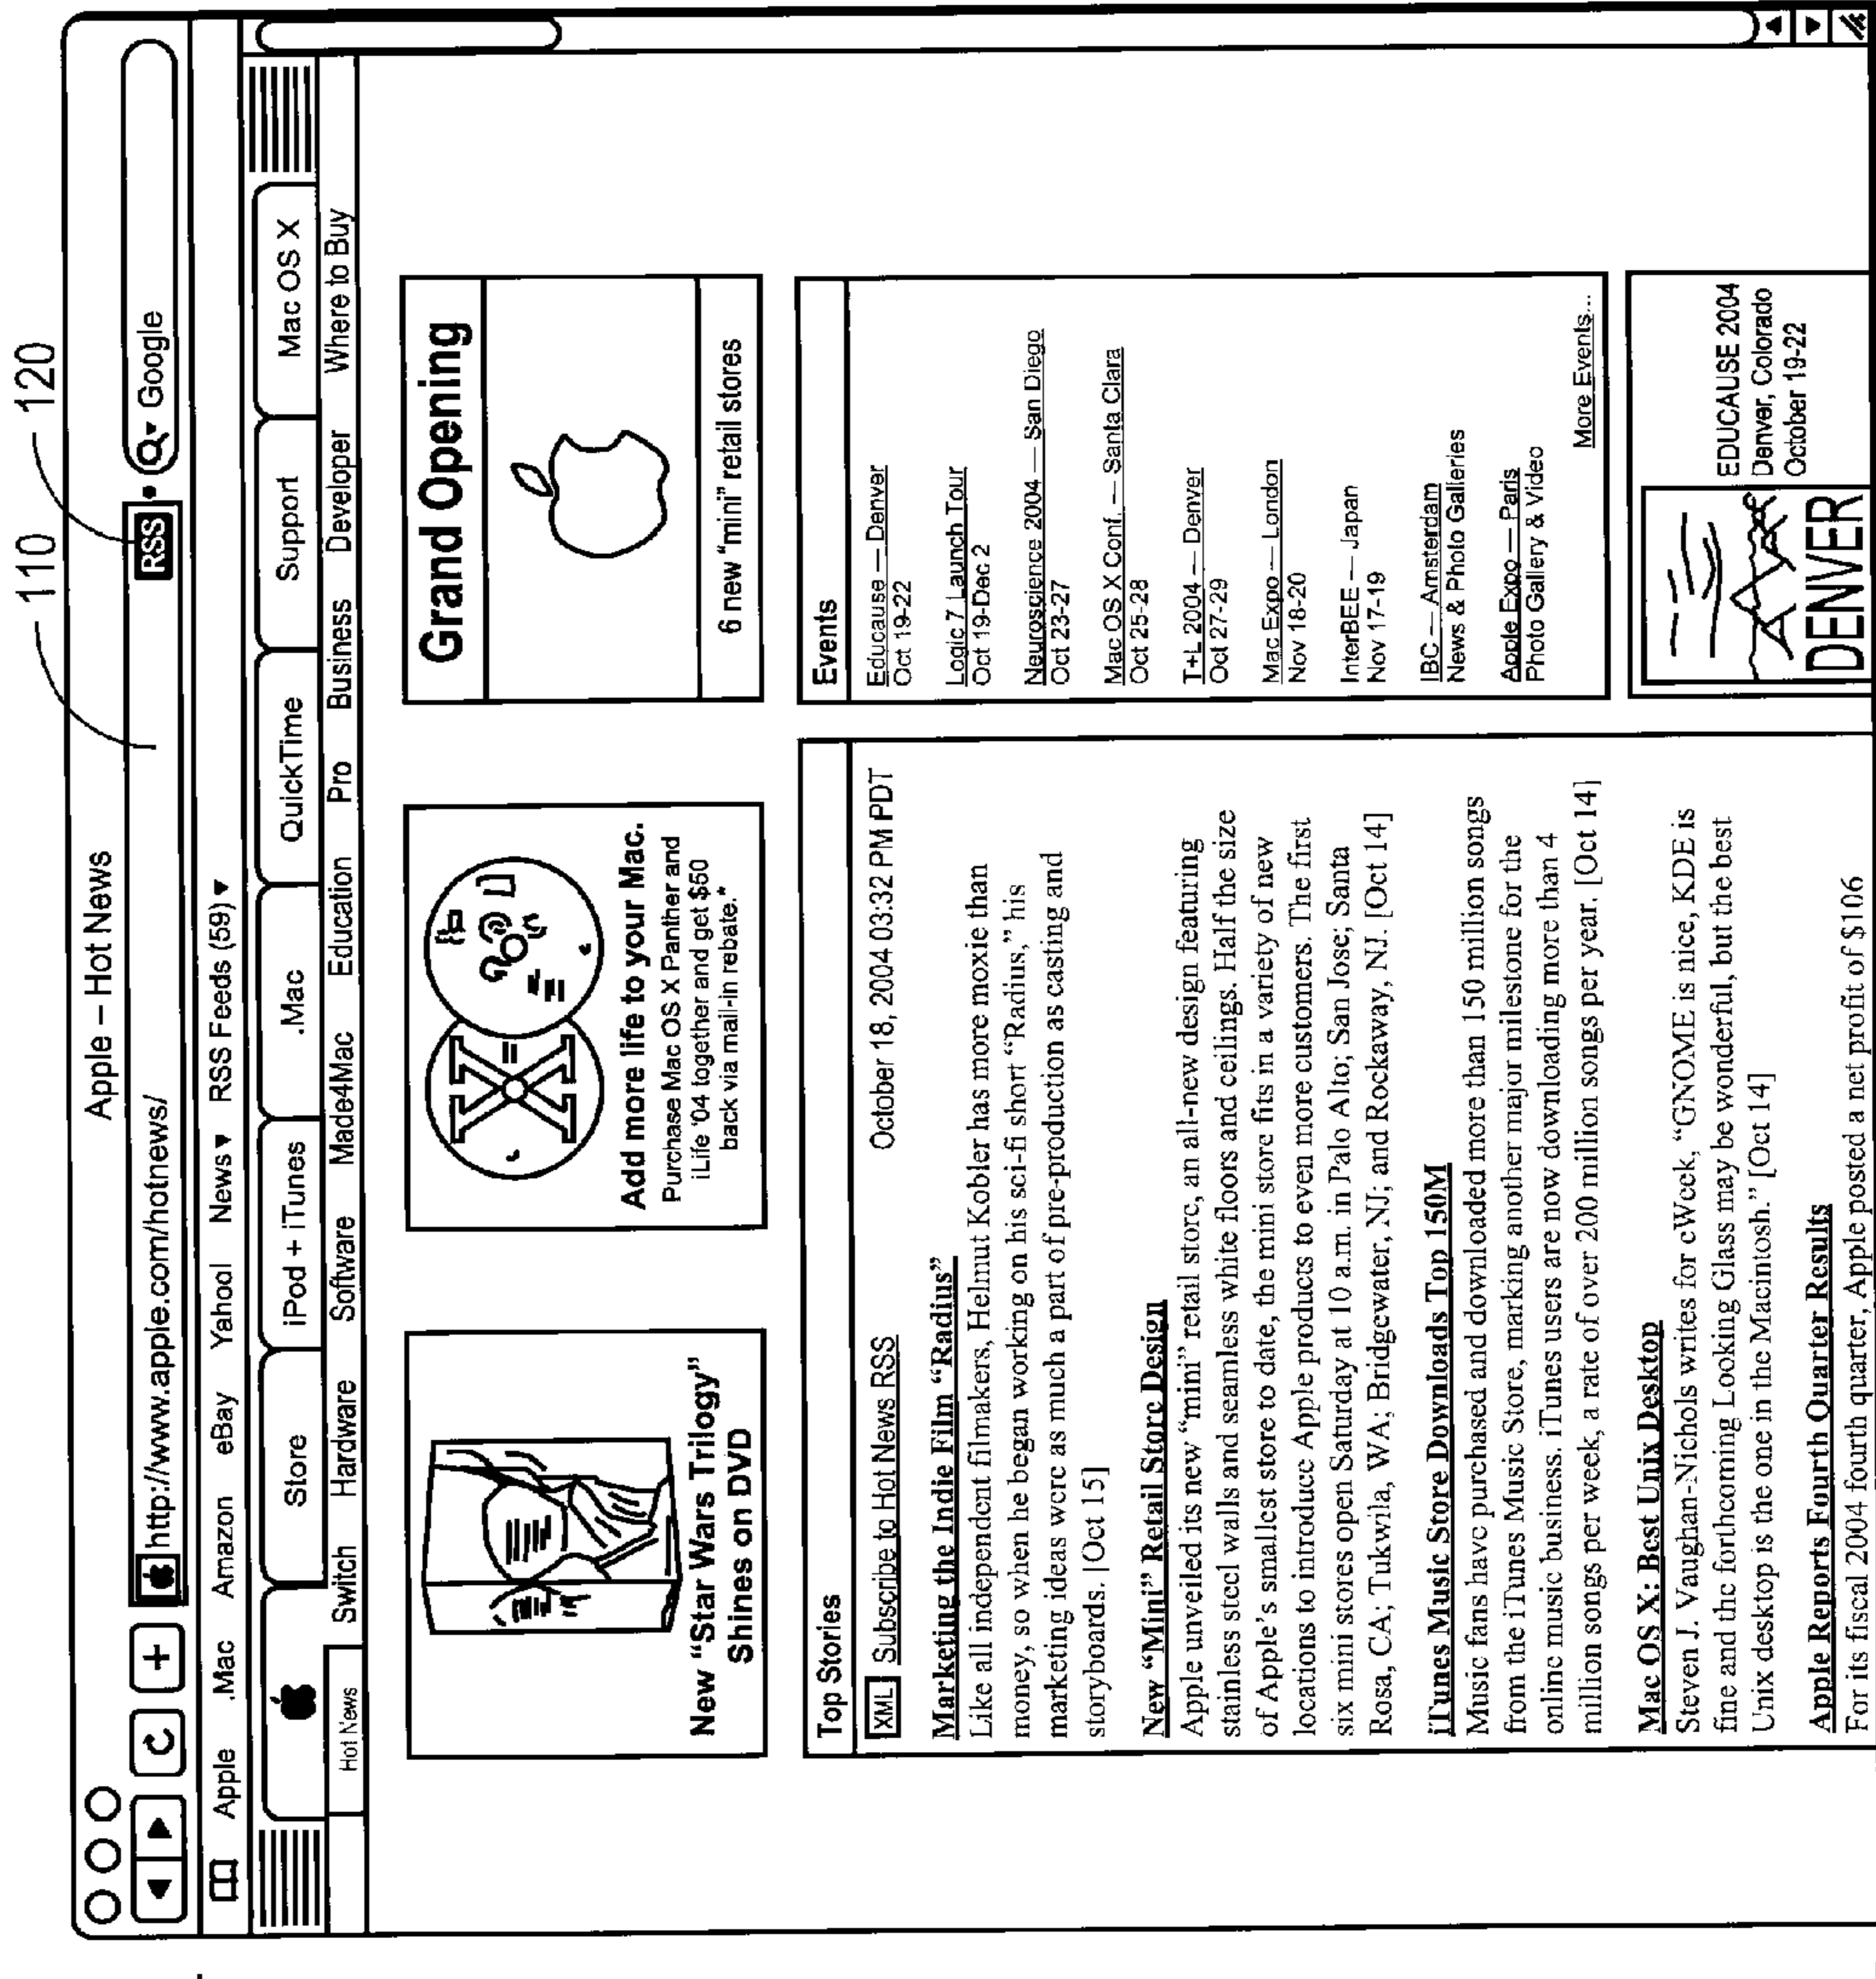 110
120
Apple – Hot News
http://www.apple.com/hotnews/
RSS
Google
Apple .Mac Amazon eBay Yahool News ▾ RSS Feeds (59) ▾
Store iPod + iTunes .Mac QuickTime Support Mac OS X
Hot News Switch Hardware Software Made4Mac Education Pro Business Developer Where to Buy
New "Star Wars Trilogy"
Shines on DVD
X
Add more life to your Mac.
Purchase Mac OS X Panther and
iLife '04 together and get $50
back via mail-in rebate.*
Grand Opening
6 new "mini" retail stores
Top Stories
XML Subscribe to Hot News RSS October 18, 2004 03:32 PM PDT
Marketing the Indie Film “Radius”
Like all independent filmakers, Helmut Kobler has more moxie than
money, so when he began working on his sci-fi short “Radius,” his
marketing ideas were as much a part of pre-production as casting and
storyboards. [Oct 15]
New “Mini” Retail Store Design
Apple unveiled its new “mini” retail store, an all-new design featuring
stainless steel walls and seamless white floors and ceilings. Half the size
of Apple’s smallest store to date, the mini store fits in a variety of new
locations to introduce Apple products to even more customers. The first
six mini stores open Saturday at 10 a.m. in Palo Alto; San Jose; Santa
Rosa, CA; Tukwila, WA; Bridgewater, NJ; and Rockaway, NJ. [Oct 14]
iTunes Music Store Downloads Top 150M
Music fans have purchased and downloaded more than 150 million songs
from the iTunes Music Store, marking another major milestone for the
online music business. iTunes users are now downloading more than 4
million songs per week, a rate of over 200 million songs per year. [Oct 14]
Mac OS X: Best Unix Desktop
Steven J. Vaughan-Nichols writes for eWeek, “GNOME is nice, KDE is
fine and the forthcoming Looking Glass may be wonderful, but the best
Unix desktop is the one in the Macintosh.” [Oct 14]
Apple Reports Fourth Quarter Results
For its fiscal 2004 fourth quarter, Apple posted a net profit of $106
Events
Educause — Denver
Oct 19-22
Logic 7 Launch Tour
Oct 19-Dec 2
Neuroscience 2004 — San Diego
Oct 23-27
Mac OS X Conf. — Santa Clara
Oct 25-28
T+L 2004 — Denver
Oct 27-29
Mac Expo — London
Nov 18-20
InterBEE — Japan
Nov 17-19
IBC — Amsterdam
News & Photo Galleries
Apple Expo — Paris
Photo Gallery & Video
More Events...
DENVER
EDUCAUSE 2004
Denver, Colorado
October 19-22